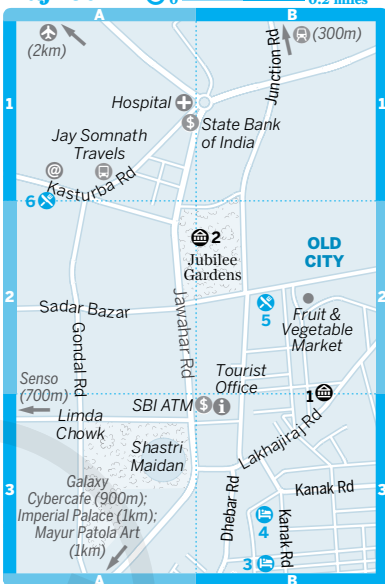 0 0.2 miles
A
B
(2km)
(300m)
Junction Rd
1
1
Hospital
State Bank
of India
Jay Somnath
Travels
@
Kasturba Rd
6
2
Jubilee
Gardens
OLD
CITY
2
2
Sadar Bazar
5
Fruit &
Vegetable
Market
Jawahar Rd
Gondal Rd
Tourist
Office
Senso
(700m)
1
SBI ATM
$
i
Limda
Chowk
Lakhajiraj Rd
Shastri
Maidan
3
3
Kanak Rd
Galaxy
Cybercafe (900m);
Imperial Palace (1km);
Mayur Patola Art
(1km)
Dhebar Rd
4
Kanak Rd
3
A
B